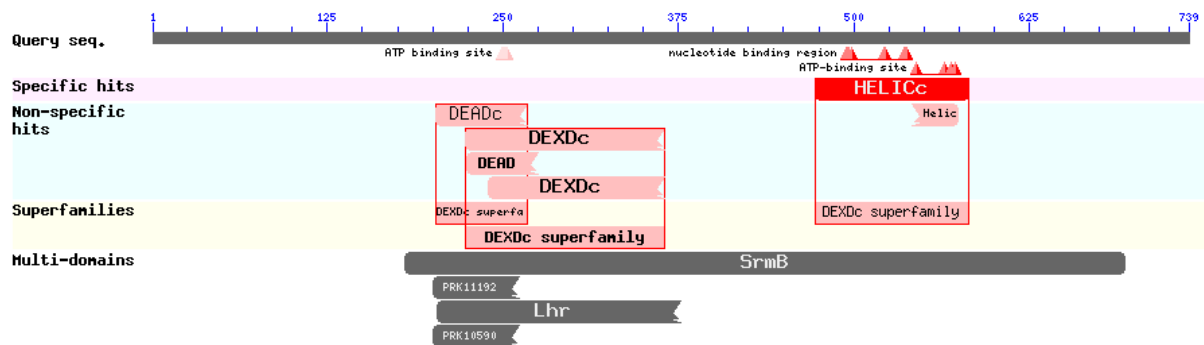 1 125 250 375 500 625 739
Query seq.
ATP binding site nucleotide binding region
ATP-binding site
Specific hits HELICc
Non-specific hits DEADc Helic
DEXDc
DEAD
DEXDc
Superfamilies DEXDc superfa DEXDc superfamily
DEXDc superfamily
Multi-domains SrmB
PRK11192
Lhr
PRK10590